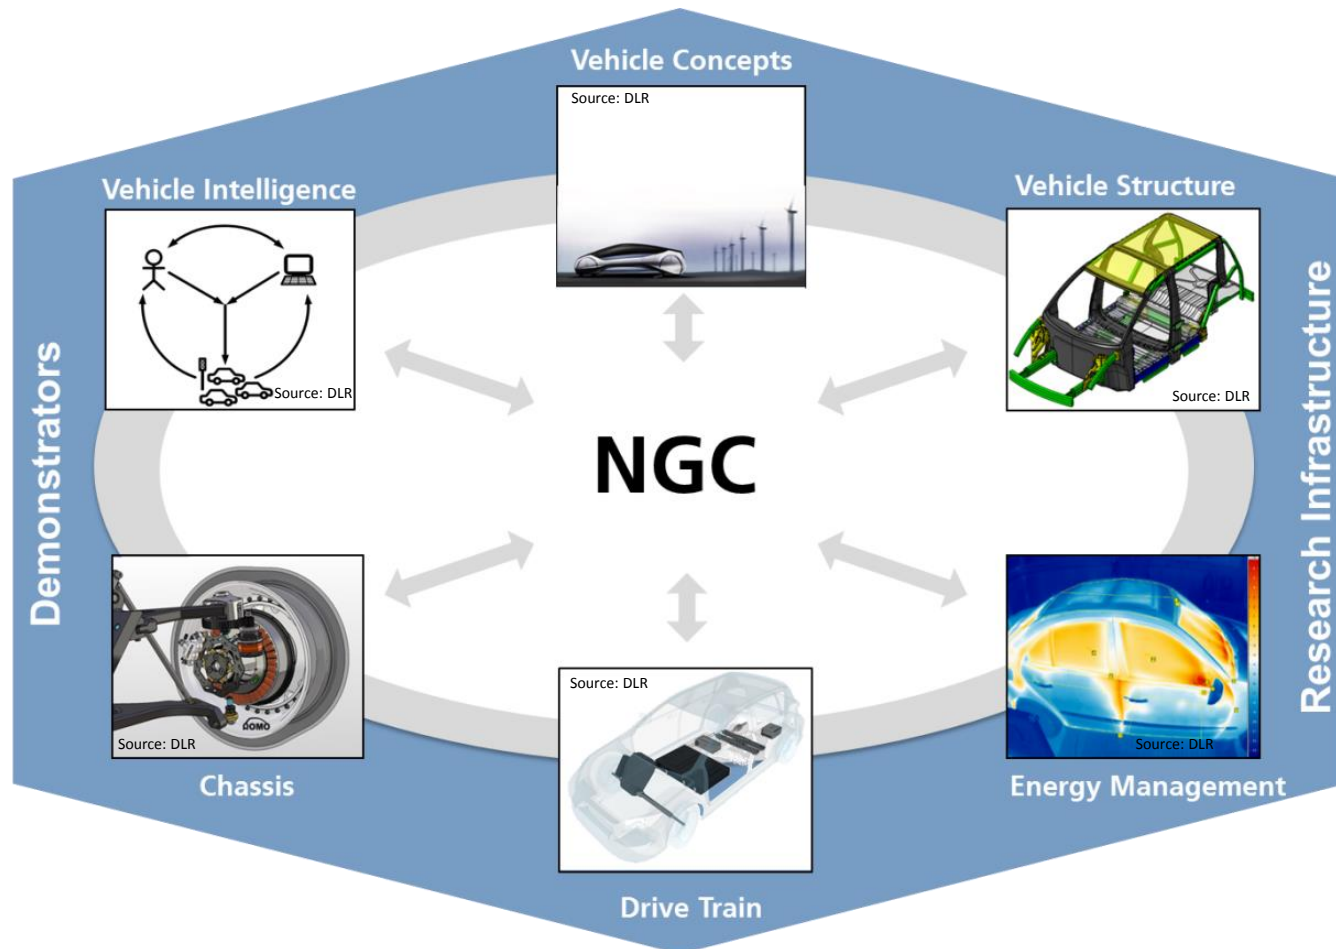 Vehicle Concepts
Source: DLR
Vehicle Intelligence
Source: DLR
Vehicle Structure
Source: DLR
Demonstrators
NGC
Research Infrastructure
ΩOMO
Source: DLR
Chassis
Source: DLR
Drive Train
Source: DLR
Energy Management